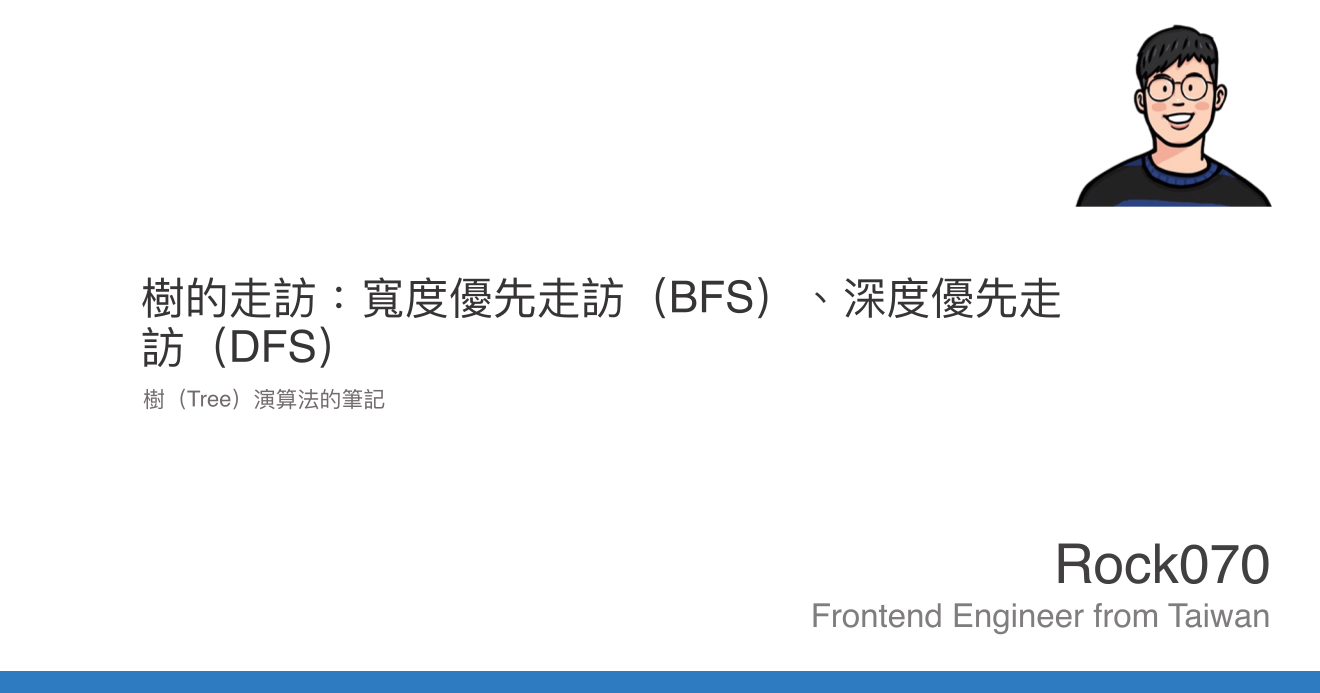 樹的走訪：寬度優先走訪（BFS）、深度優先走
訪（DFS）
樹（Tree）演算法的筆記
Rock070
Frontend Engineer from Taiwan